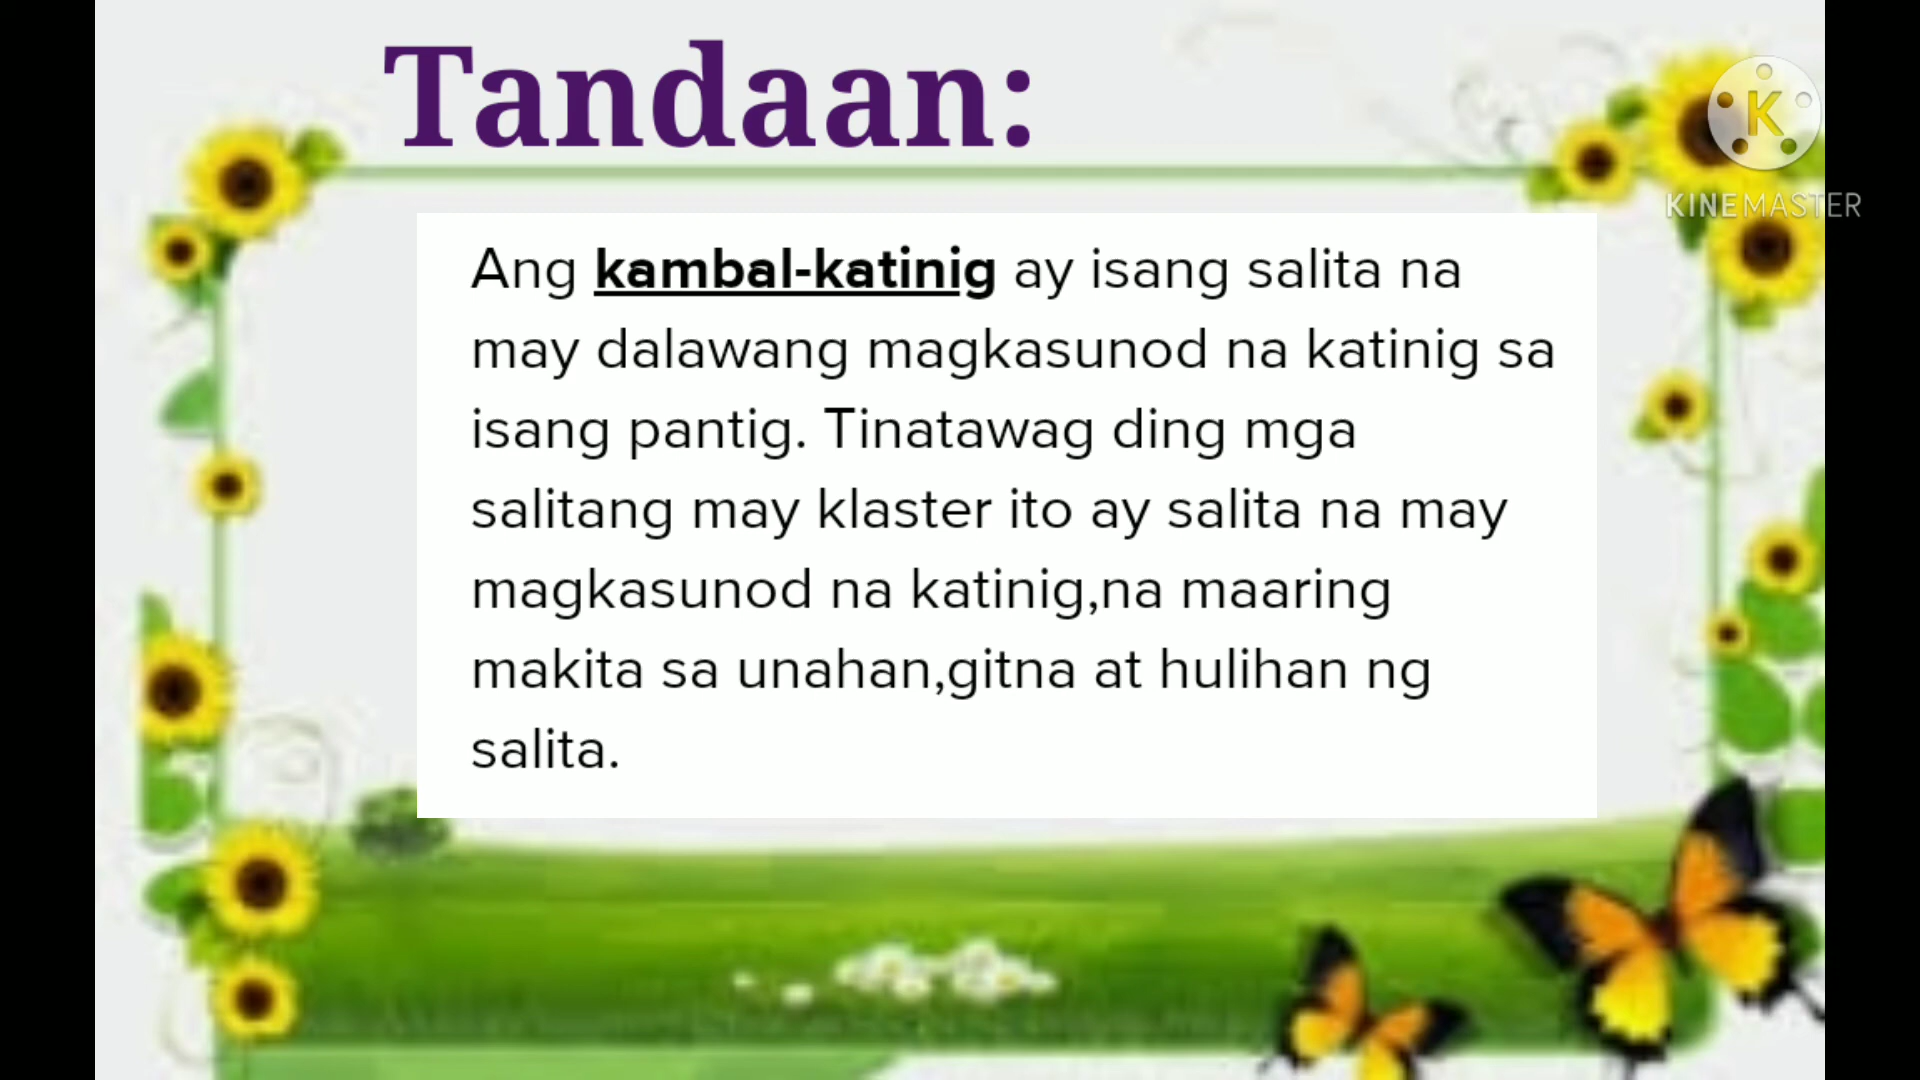 Tandaan:
K
KINEMASTER
Ang kambal-katinig ay isang salita na
may dalawang magkasunod na katinig sa
isang pantig. Tinatawag ding mga
salitang may klaster ito ay salita na may
magkasunod na katinig,na maaring
makita sa unahan,gitna at hulihan ng
salita.